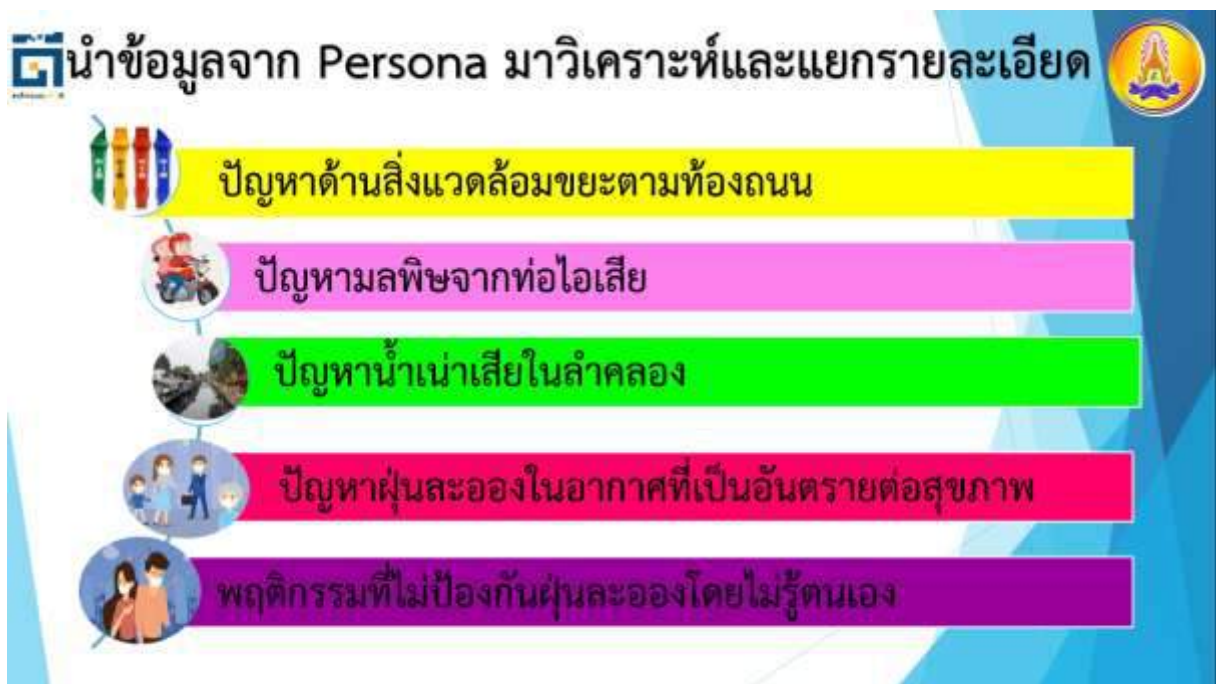 นำข้อมูลจาก Persona มาวิเคราะห์และแยกรายละเอียด
ปัญหาด้านสิ่งแวดล้อมขยะตามท้องถนน
ปัญหามลพิษจากท่อไอเสีย
ปัญหาน้ำเน่าเสียในลำคลอง
ปัญหาฝุ่นละอองในอากาศที่เป็นอันตรายต่อสุขภาพ
พฤติกรรมที่ไม่ป้องกันฝุ่นละอองโดยไม่รู้ตนเอง